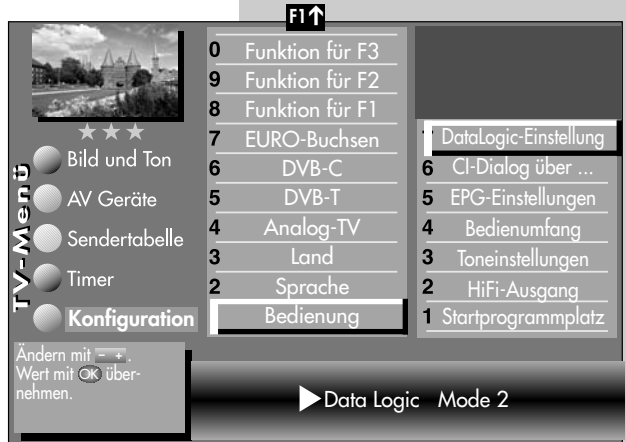 F1↑
TV-Menü
Bild und Ton
AV Geräte
Sendertabelle
Timer
Konfiguration
0 Funktion für F3
9 Funktion für F2
8 Funktion für F1
7 EURO-Buchsen
6 DVB-C
5 DVB-T
4 Analog-TV
3 Land
2 Sprache
Bedienung
7 DataLogic-Einstellung
6 CI-Dialog über ...
5 EPG-Einstellungen
4 Bedienumfang
3 Toneinstellungen
2 HiFi-Ausgang
1 Startprogrammplatz
Ändern mit - + .
Wert mit OK über-
nehmen.
Data Logic Mode 2